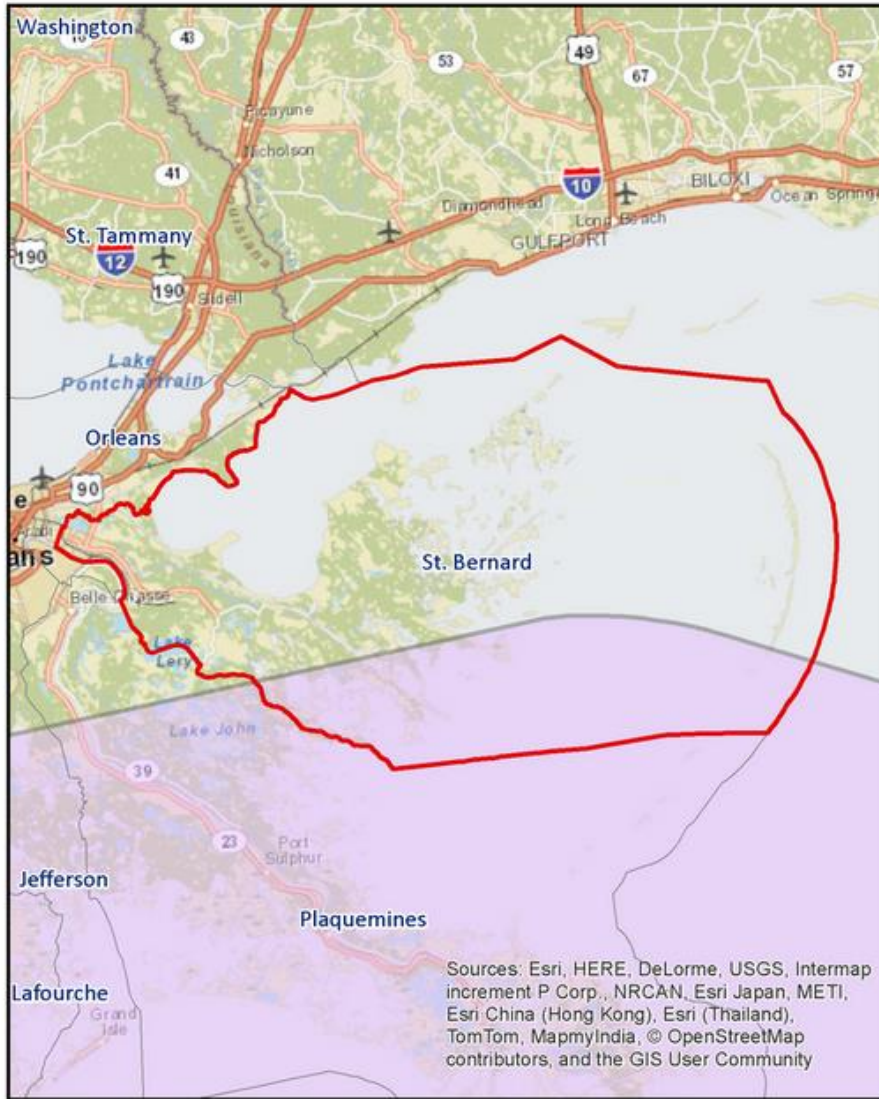 Washington
10
43
53
49
67
57
Picayune
Nicholson
41
10
BILOXI
Ocean Springs
Diamondhead
Long Beach
GULFPORT
St. Tammany
Louisiana
190
12
190
Slidell
Lake
Pontchartrain
Orleans
90
e
ans
St. Bernard
Belle Chasse
Lake
Lery
Lake John
39
23
Port
Sulphur
Jefferson
Plaquemines
Lafourche
Grand
Isle
Sources: Esri, HERE, DeLorme, USGS, Intermap
increment P Corp., NRCAN, Esri Japan, METI,
Esri China (Hong Kong), Esri (Thailand),
TomTom, MapmyIndia, © OpenStreetMap
contributors, and the GIS User Community